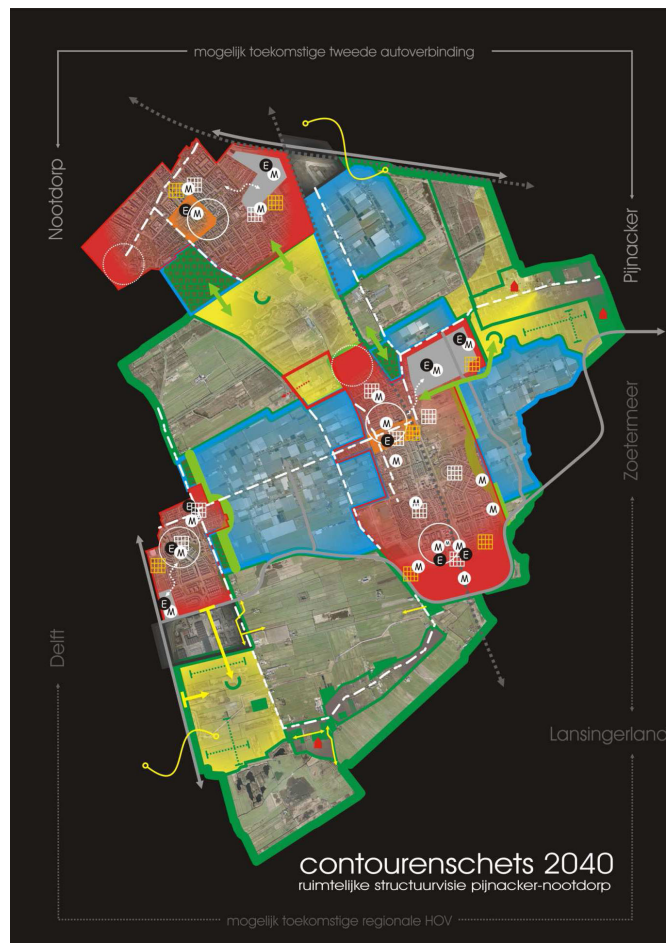 mogelijk toekomstige tweede autoverbinding
Nootdorp
Pijnacker
Zoetermeer
Delft
Lansingerland
contourenschets 2040
ruimtelijke structuurvisie pijnacker-nootdorp
mogelijk toekomstige regionale HOV
E
M
E
M
M
E
M
E
M
M
M
E
M
M
M
M
E
M
E
M
M
E
M
E
M